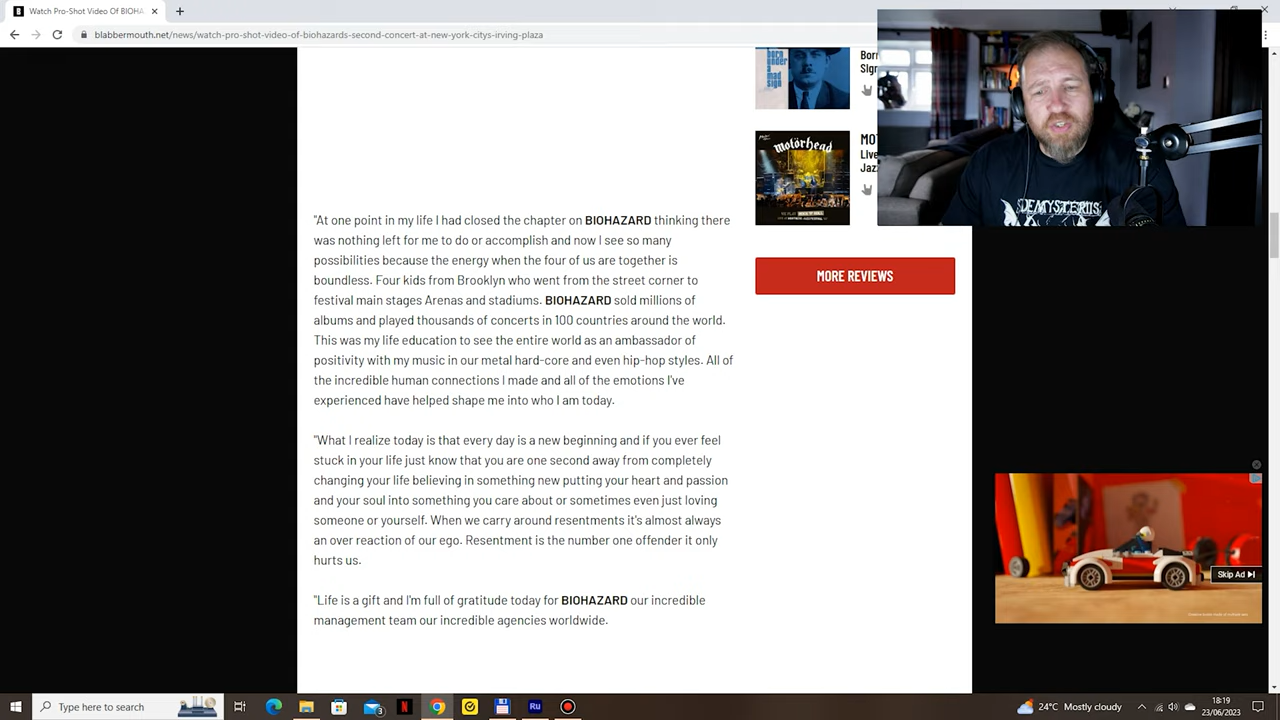 Watch Pro-Shot Video Of BIOHA
blabbermouth.net/news/watch-pro-shot-video-of-biohazards-second-concert-at-new-york-citys-irving-plaza
born
under
a mad
sign
Born
Sign
motörhead
MOT
Live
Jazz
MORE REVIEWS
DEMYSTERIIS
"At one point in my life I had closed the chapter on BIOHAZARD thinking there
was nothing left for me to do or accomplish and now I see so many
possibilities because the energy when the four of us are together is
boundless. Four kids from Brooklyn who went from the street corner to
festival main stages Arenas and stadiums. BIOHAZARD sold millions of
albums and played thousands of concerts in 100 countries around the world.
This was my life education to see the entire world as an ambassador of
positivity with my music in our metal hard-core and even hip-hop styles. All of
the incredible human connections I made and all of the emotions I've
experienced have helped shape me into who I am today.
"What I realize today is that every day is a new beginning and if you ever feel
stuck in your life just know that you are one second away from completely
changing your life believing in something new putting your heart and passion
and your soul into something you care about or sometimes even just loving
someone or yourself. When we carry around resentments it's almost always
an over reaction of our ego. Resentment is the number one offender it only
hurts us.
"Life is a gift and I'm full of gratitude today for BIOHAZARD our incredible
management team our incredible agencies worldwide.
Skip Ad
Type here to search
3
Ru
24°C Mostly cloudy
18:19
23/06/2023